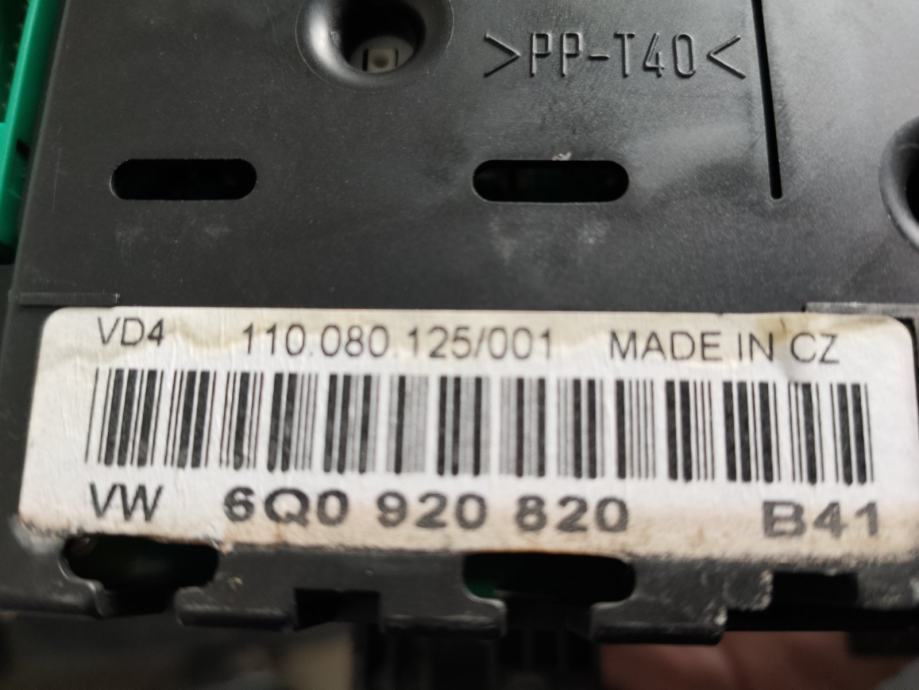 >PP-T40<
VD4 110.080.125/001 MADE IN CZ
VW 6Q0 920 820 B41